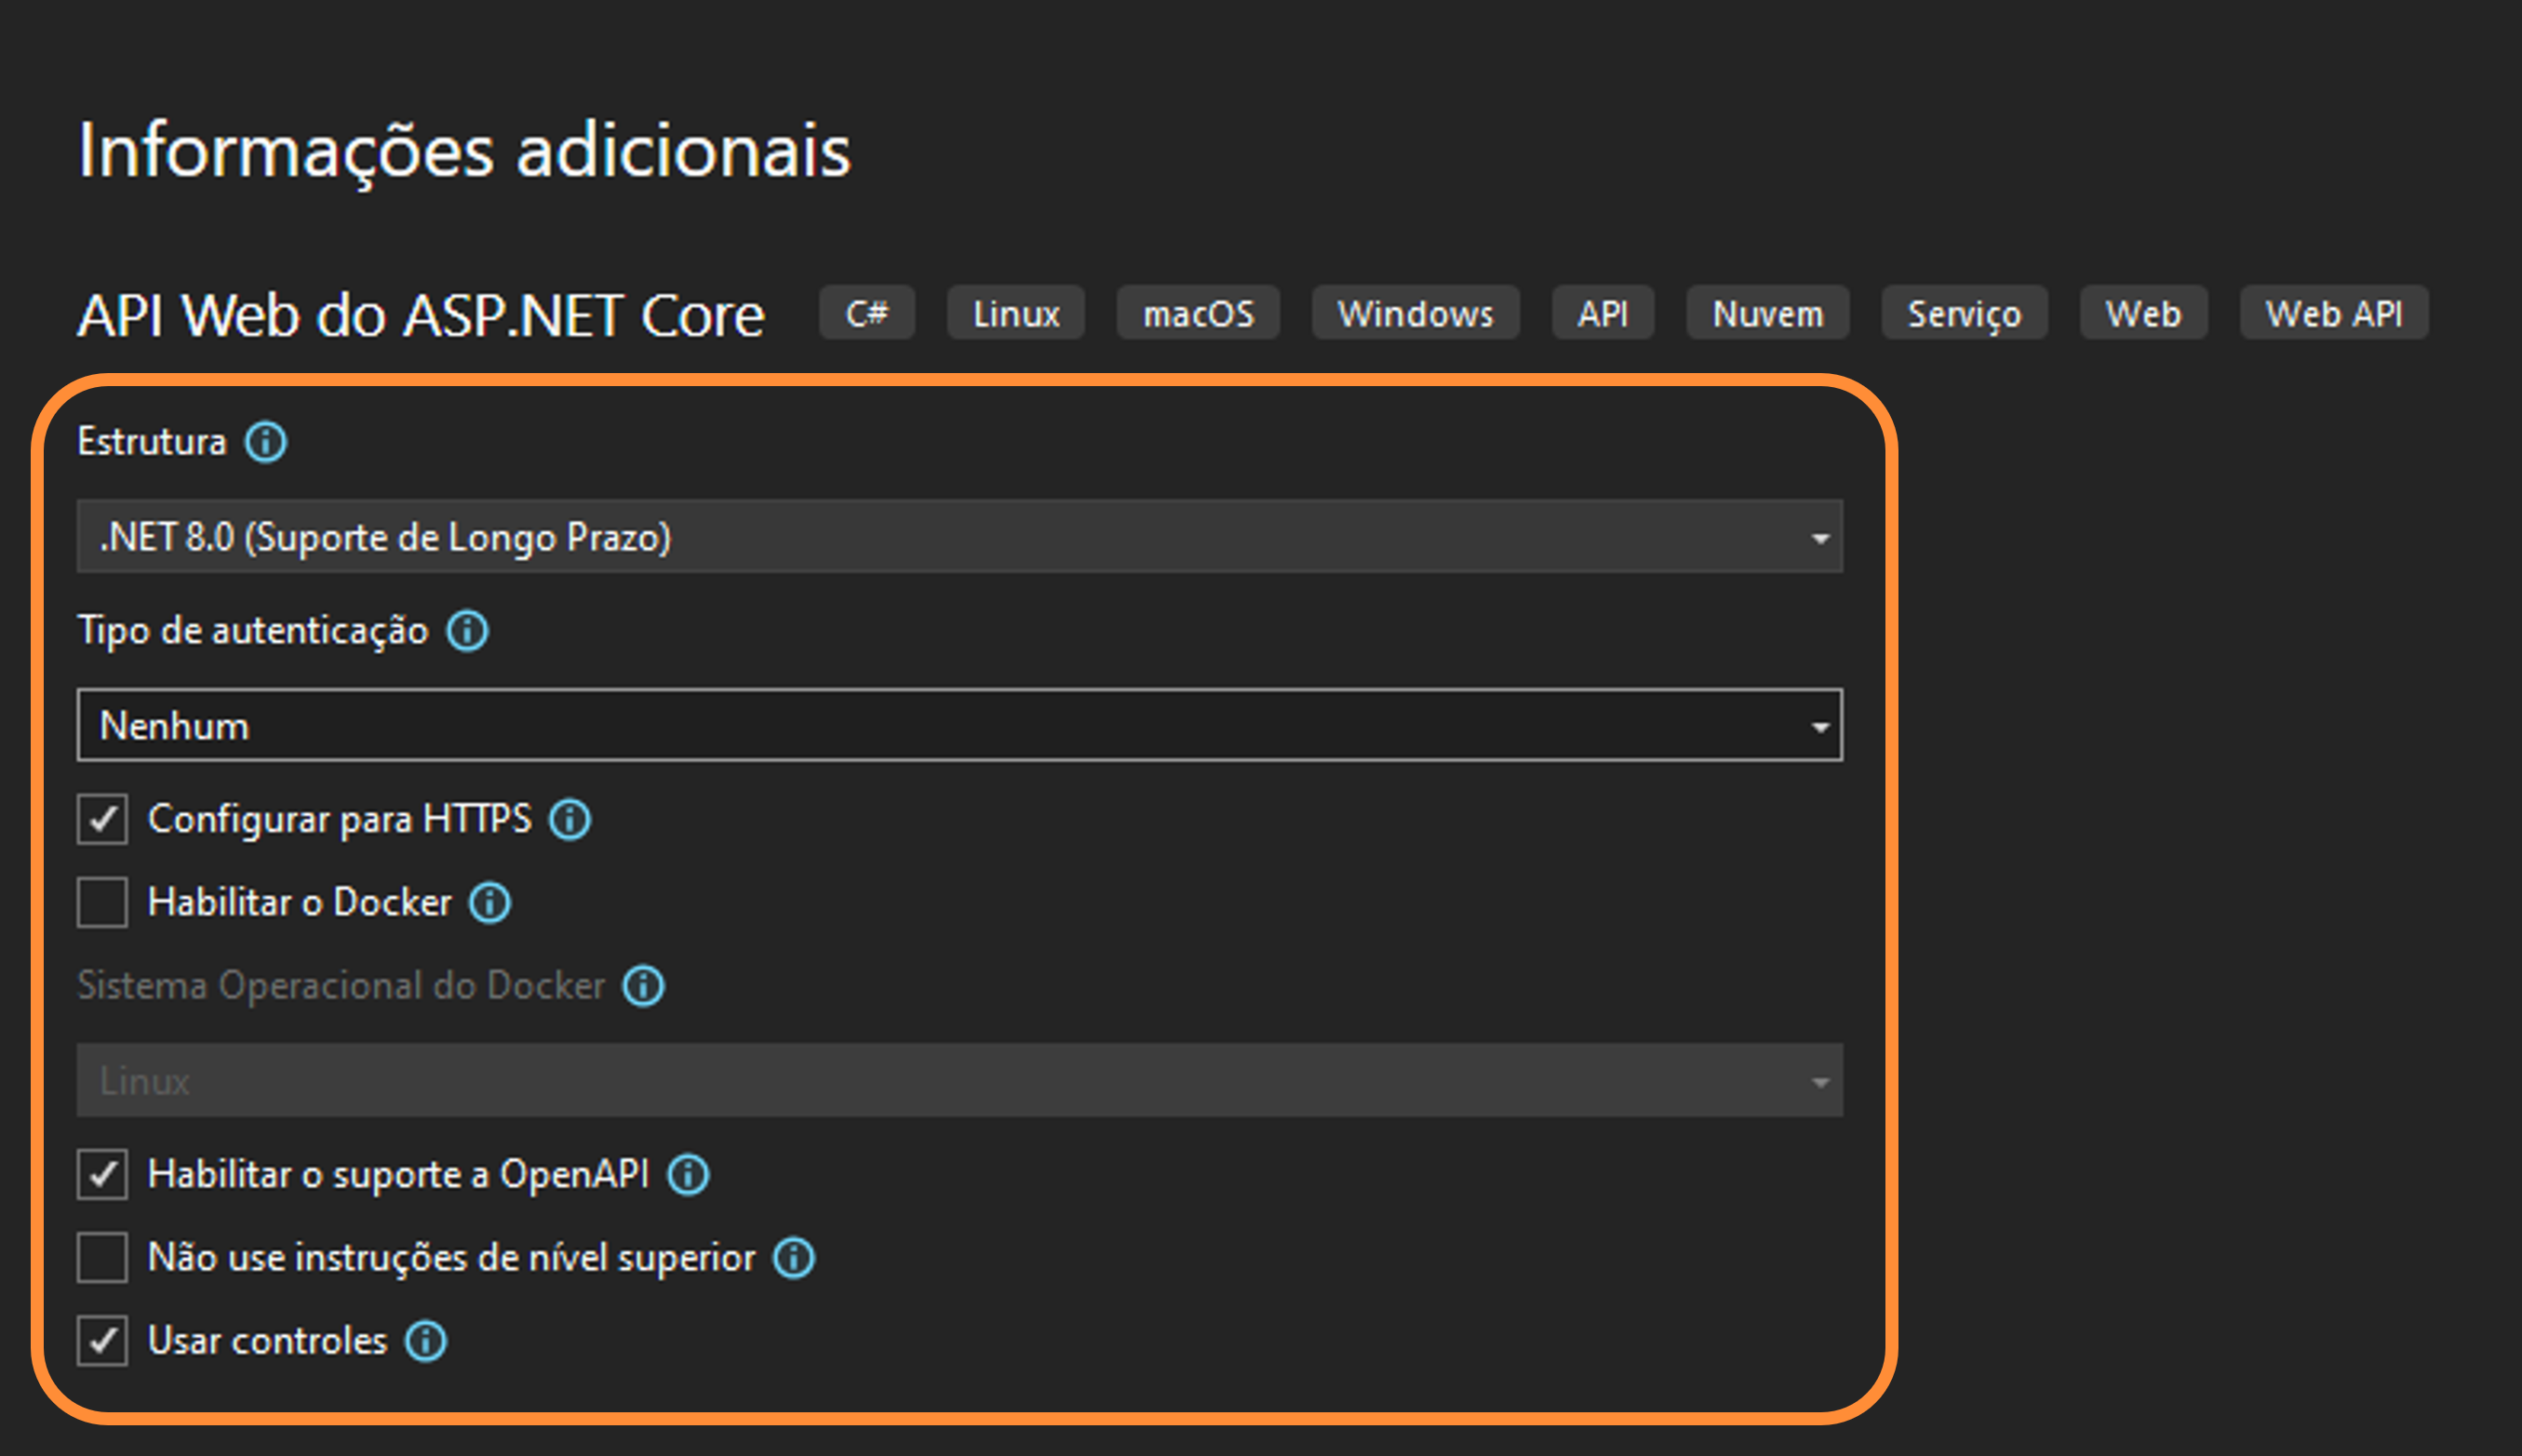 Informações adicionais
API Web do ASP.NET Core C# Linux macOS Windows API Nuvem Serviço Web Web API
Estrutura
.NET 8.0 (Suporte de Longo Prazo)
Tipo de autenticação
Nenhum
Configurar para HTTPS
Habilitar o Docker
Sistema Operacional do Docker
Linux
Habilitar o suporte a OpenAPI
Não use instruções de nível superior
Usar controles